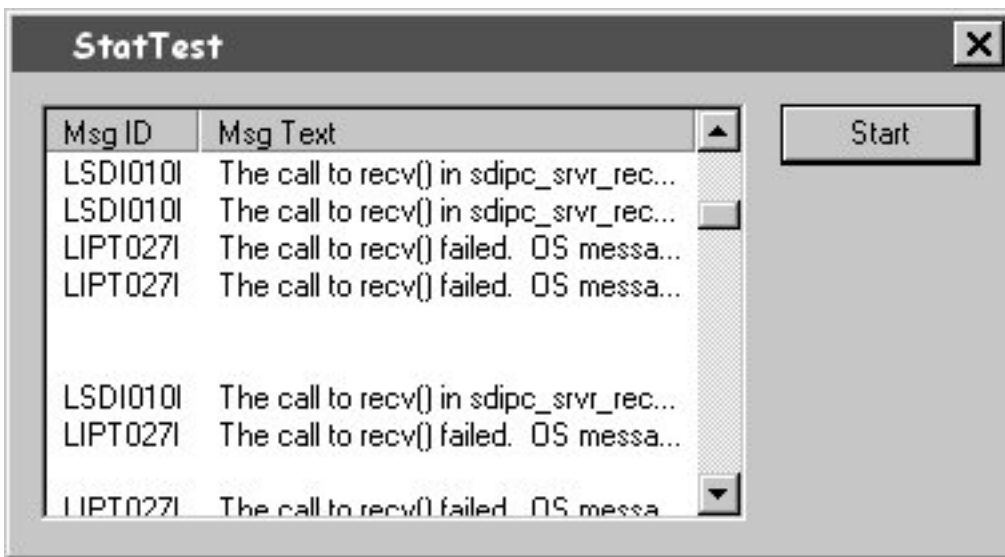 StatTest
Msg ID Msg Text
Start
LSDI010I The call to recv() in sdipc_srvr_rec...
LSDI010I The call to recv() in sdipc_srvr_rec...
LIPT027I The call to recv() failed.  OS messa...
LIPT027I The call to recv() failed.  OS messa...
LSDI010I The call to recv() in sdipc_srvr_rec...
LIPT027I The call to recv() failed.  OS messa...
LIPT027I The call to recv() failed.  OS messa